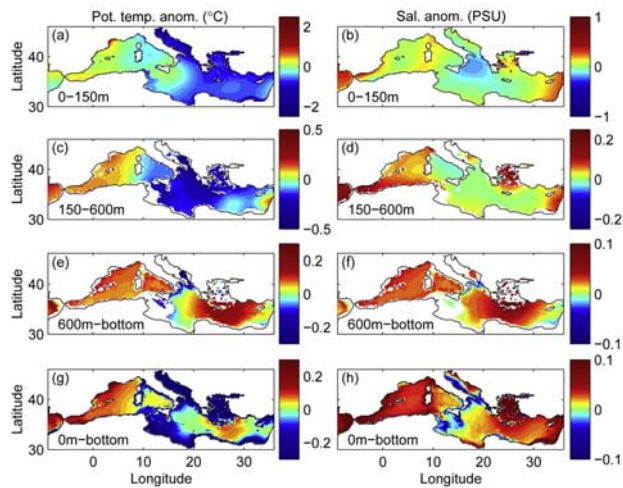 Pot. temp. anom. (°C)
Sal. anom. (PSU)
(a)
0−150m
Latitude
40
30
2
0
−2
(b)
0−150m
1
0
−1
(c)
150−600m
Latitude
40
30
0.5
0
−0.5
(d)
150−600m
0.2
0
−0.2
(e)
600m−bottom
Latitude
40
30
0.2
0
−0.2
(f)
600m−bottom
0.1
0
−0.1
(g)
0m−bottom
Latitude
40
30
0.2
0
−0.2
(h)
0m−bottom
0.1
0
−0.1
0 10 20 30
0 10 20 30
Longitude
Longitude